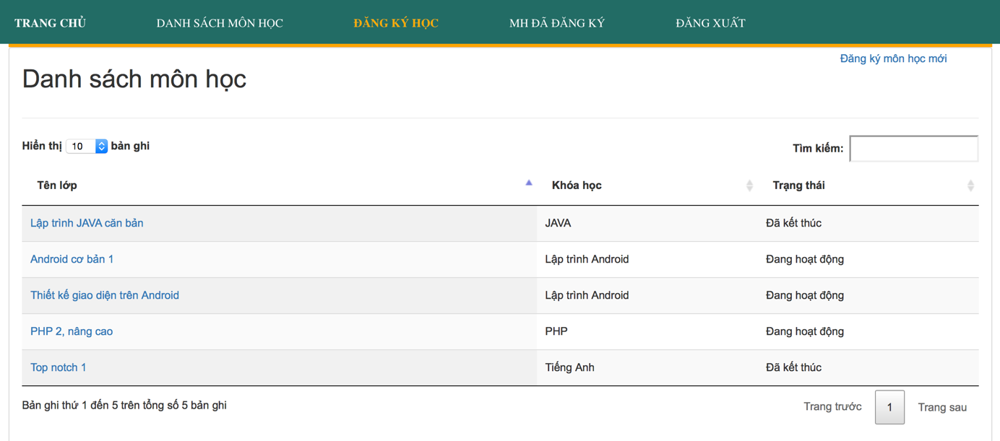 TRANG CHỦ DANH SÁCH MÔN HỌC ĐĂNG KÝ HỌC MH ĐÃ ĐĂNG KÝ ĐĂNG XUẤT
Đăng ký môn học mới
Danh sách môn học
Hiển thị 10 bản ghi Tìm kiếm:
Tên lớp Khóa học Trạng thái
Lập trình JAVA căn bản JAVA Đã kết thúc
Android cơ bản 1 Lập trình Android Đang hoạt động
Thiết kế giao diện trên Android Lập trình Android Đang hoạt động
PHP 2, nâng cao PHP Đang hoạt động
Top notch 1 Tiếng Anh Đã kết thúc
Bản ghi thứ 1 đến 5 trên tổng số 5 bản ghi Trang trước 1 Trang sau